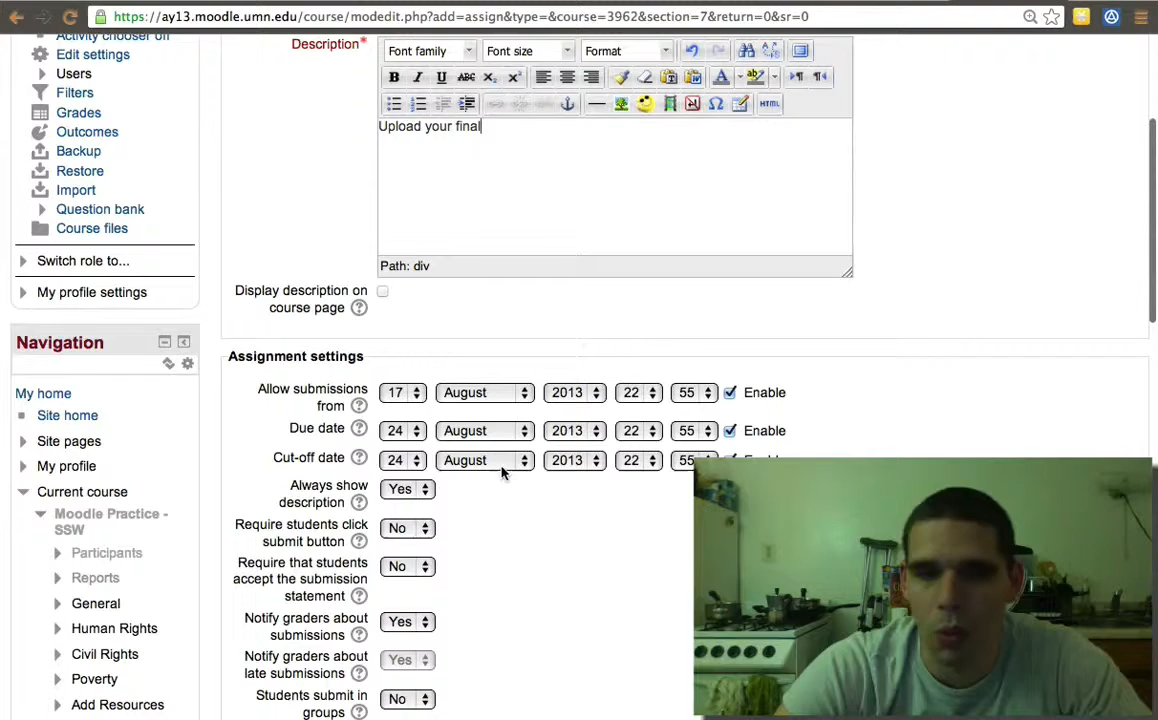 https://ay13.moodle.umn.edu/course/modedit.php?add=assign&type=&course=3962&section=7&return=0&sr=0
Activity chooser off
Edit settings
Users
Filters
Grades
Outcomes
Backup
Restore
Import
Question bank
Course files
Switch role to...
My profile settings
Navigation
My home
Site home
Site pages
My profile
Current course
Moodle Practice -
SSW
Participants
Reports
General
Human Rights
Civil Rights
Poverty
Add Resources
Description*
Font family
Font size
Format
B I U ABC X₂ X²
A ab
Ω HTML
Upload your final
Path: div
Display description on
course page ?
Assignment settings
Allow submissions
from ? 17 August 2013 22 55 Enable
Due date ? 24 August 2013 22 55 Enable
Cut-off date ? 24 August 2013 22 55
Always show
description ? Yes
Require students click
submit button ? No
Require that students
accept the submission
statement ? No
Notify graders about
submissions ? Yes
Notify graders about
late submissions ? Yes
Students submit in
groups ? No